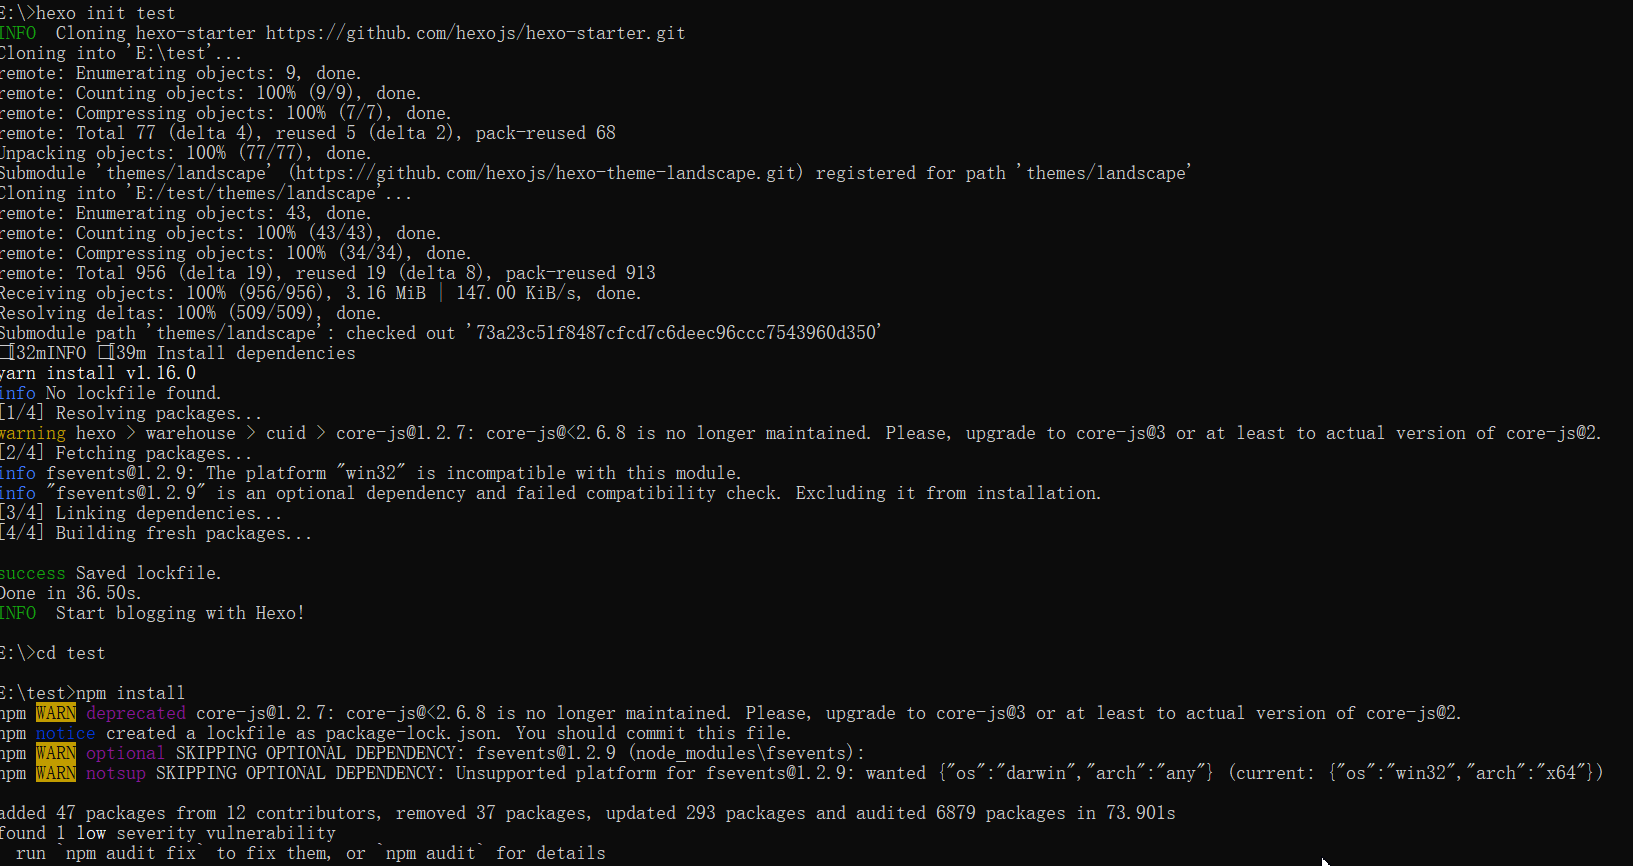 E:\>hexo init test
INFO  Cloning hexo-starter https://github.com/hexojs/hexo-starter.git
Cloning into 'E:\test'...
remote: Enumerating objects: 9, done.
remote: Counting objects: 100% (9/9), done.
remote: Compressing objects: 100% (7/7), done.
remote: Total 77 (delta 4), reused 5 (delta 2), pack-reused 68
Unpacking objects: 100% (77/77), done.
Submodule 'themes/landscape' (https://github.com/hexojs/hexo-theme-landscape.git) registered for path 'themes/landscape'
Cloning into 'E:/test/themes/landscape'...
remote: Enumerating objects: 43, done.
remote: Counting objects: 100% (43/43), done.
remote: Compressing objects: 100% (34/34), done.
remote: Total 956 (delta 19), reused 19 (delta 8), pack-reused 913
Receiving objects: 100% (956/956), 3.16 MiB | 147.00 KiB/s, done.
Resolving deltas: 100% (509/509), done.
Submodule path 'themes/landscape': checked out '73a23c51f8487cfcd7c6deec96ccc7543960d350'
□[32mINFO □[39m Install dependencies
yarn install v1.16.0
info No lockfile found.
[1/4] Resolving packages...
warning hexo > warehouse > cuid > core-js@1.2.7: core-js@<2.6.8 is no longer maintained. Please, upgrade to core-js@3 or at least to actual version of core-js@2.
[2/4] Fetching packages...
info fsevents@1.2.9: The platform "win32" is incompatible with this module.
info "fsevents@1.2.9" is an optional dependency and failed compatibility check. Excluding it from installation.
[3/4] Linking dependencies...
[4/4] Building fresh packages...
success Saved lockfile.
Done in 36.50s.
INFO  Start blogging with Hexo!
E:\>cd test
E:\test>npm install
npm WARN deprecated core-js@1.2.7: core-js@<2.6.8 is no longer maintained. Please, upgrade to core-js@3 or at least to actual version of core-js@2.
npm notice created a lockfile as package-lock.json. You should commit this file.
npm WARN optional SKIPPING OPTIONAL DEPENDENCY: fsevents@1.2.9 (node_modules\fsevents):
npm WARN notsup SKIPPING OPTIONAL DEPENDENCY: Unsupported platform for fsevents@1.2.9: wanted {"os":"darwin","arch":"any"} (current: {"os":"win32","arch":"x64"})
added 47 packages from 12 contributors, removed 37 packages, updated 293 packages and audited 6879 packages in 73.901s
found 1 low severity vulnerability
  run `npm audit fix` to fix them, or `npm audit` for details